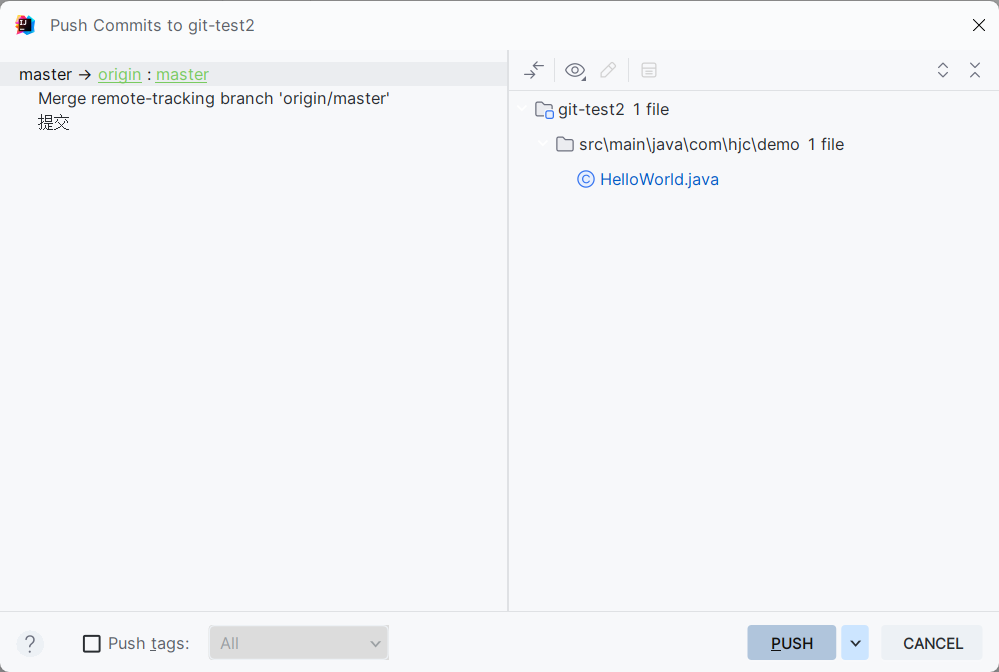 Push Commits to git-test2
master → origin : master
Merge remote-tracking branch 'origin/master'
提交
git-test2 1 file
src\main\java\com\hjc\demo 1 file
© HelloWorld.java
? Push tags: All PUSH CANCEL